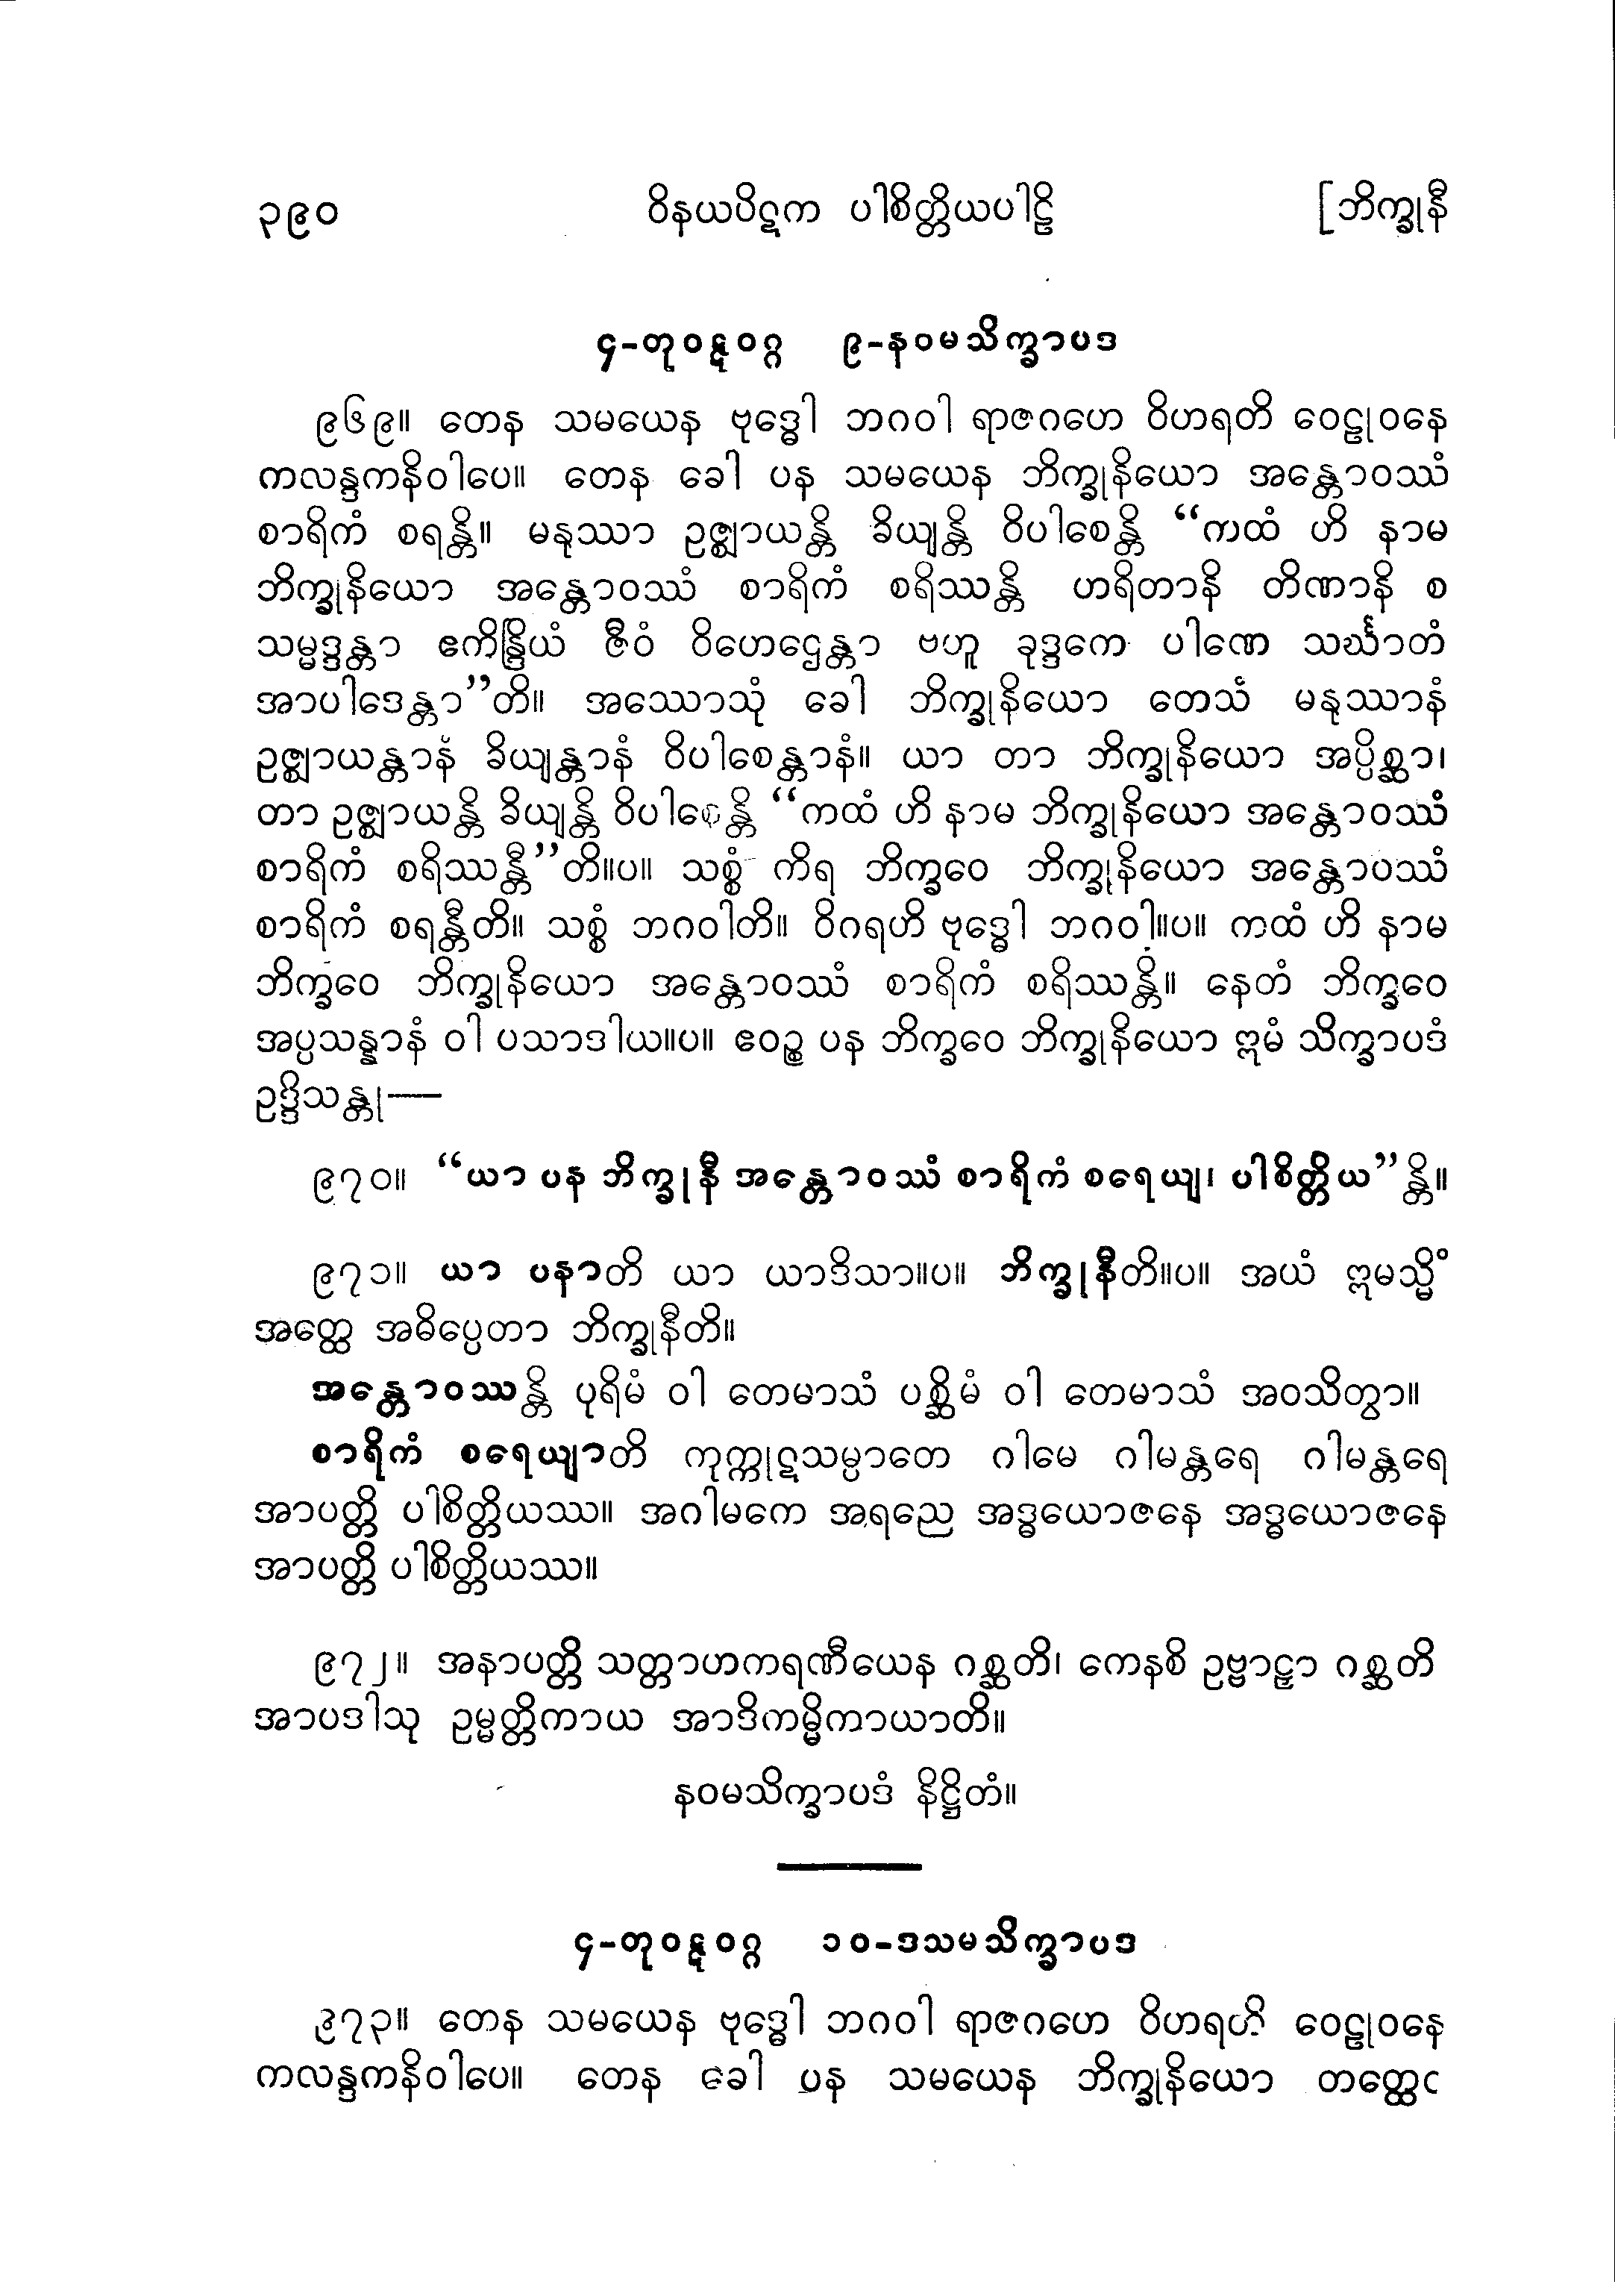 ၃၉၀ ဝိနယပိဋက ပါစိတ္တိယပါဠိ [ဘိက္ခုနီ
၄-တုဝဋ္ဋဝဂ္ဂ ၉-နဝမသိက္ခာပဒ
၉၆၉။ တေန သမယေန ဗုဒ္ဓေါ ဘဂဝါ ရာဇဂဟေ ဝိဟရတိ ဝေဠုဝနေ
ကလန္ဒကနိဝါပေ။ တေန ခေါ ပန သမယေန ဘိက္ခုနိယော အန္တောဝဿံ
စာရိကံ စရန္တိ။ မနုဿာ ဥဇ္ဈာယန္တိ ခိယျန္တိ ဝိပါစေန္တိ “ကထံ ဟိ နာမ
ဘိက္ခုနိယော အန္တောဝဿံ စာရိကံ စရိဿန္တိ ဟရိတာနိ တိဏာနိ စ
သမ္မဒ္ဒန္တာ ဧကိန္ဒြိယံ ဇီဝံ ဝိဟေဌေန္တာ ဗဟူ ခုဒ္ဒကေ ပါဏေ သင်္ဃာတံ
အာပါဒေန္တာ”တိ။ အဿောသုံ ခေါ ဘိက္ခုနိယော တေသံ မနုဿာနံ
ဥဇ္ဈာယန္တာနံ ခိယျန္တာနံ ဝိပါစေန္တာနံ။ ယာ တာ ဘိက္ခုနိယော အပ္ပိစ္ဆာ၊
တာ ဥဇ္ဈာယန္တိ ခိယျန္တိ ဝိပါစေန္တိ “ကထံ ဟိ နာမ ဘိက္ခုနိယော အန္တောဝဿံ
စာရိကံ စရိဿန္တီ”တိ။ပ။ သစ္စံ ကိရ ဘိက္ခဝေ ဘိက္ခုနိယော အန္တောဝဿံ
စာရိကံ စရန္တီတိ။ သစ္စံ ဘဂဝါတိ။ ဝိဂရဟိ ဗုဒ္ဓေါ ဘဂဝါ။ပ။ ကထံ ဟိ နာမ
ဘိက္ခဝေ ဘိက္ခုနိယော အန္တောဝဿံ စာရိကံ စရိဿန္တိ။ နေတံ ဘိက္ခဝေ
အပ္ပသန္နာနံ ဝါ ပသာဒါယ။ပ။ ဧဝဉ္စ ပန ဘိက္ခဝေ ဘိက္ခုနိယော ဣမံ သိက္ခာပဒံ
ဥဒ္ဒိသန္တု—
၉၇၀။ “ယာ ပန ဘိက္ခုနီ အန္တောဝဿံ စာရိကံ စရေယျ၊ ပါစိတ္တိယ”န္တိ။
၉၇၁။ ယာ ပနာတိ ယာ ယာဒိသာ။ပ။ ဘိက္ခုနီတိ။ပ။ အယံ ဣမသ္မိံ
အတ္ထေ အဓိပ္ပေတာ ဘိက္ခုနီတိ။
အန္တောဝဿန္တိ ပုရိမံ ဝါ တေမာသံ ပစ္ဆိမံ ဝါ တေမာသံ အဝသိတွာ။
စာရိကံ စရေယျာတိ ကုက္ကုဋသမ္ပာတေ ဂါမေ ဂါမန္တရေ ဂါမန္တရေ
အာပတ္တိ ပါစိတ္တိယဿ။ အဂါမကေ အရညေ အဒ္ဓယောဇနေ အဒ္ဓယောဇနေ
အာပတ္တိ ပါစိတ္တိယဿ။
၉၇၂။ အနာပတ္တိ သတ္တာဟကရဏီယေန ဂစ္ဆတိ၊ ကေနစိ ဥဗ္ဗာဠှာ ဂစ္ဆတိ
အာပဒါသု ဥမ္မတ္တိကာယ အာဒိကမ္မိကာယာတိ။
နဝမသိက္ခာပဒံ နိဋ္ဌိတံ။
၄-တုဝဋ္ဋဝဂ္ဂ ၁၀-ဒသမသိက္ခာပဒ
၉၇၃။ တေန သမယေန ဗုဒ္ဓေါ ဘဂဝါ ရာဇဂဟေ ဝိဟရတိ ဝေဠုဝနေ
ကလန္ဒကနိဝါပေ။ တေန ခေါ ပန သမယေန ဘိက္ခုနိယော တတ္ထေဝ